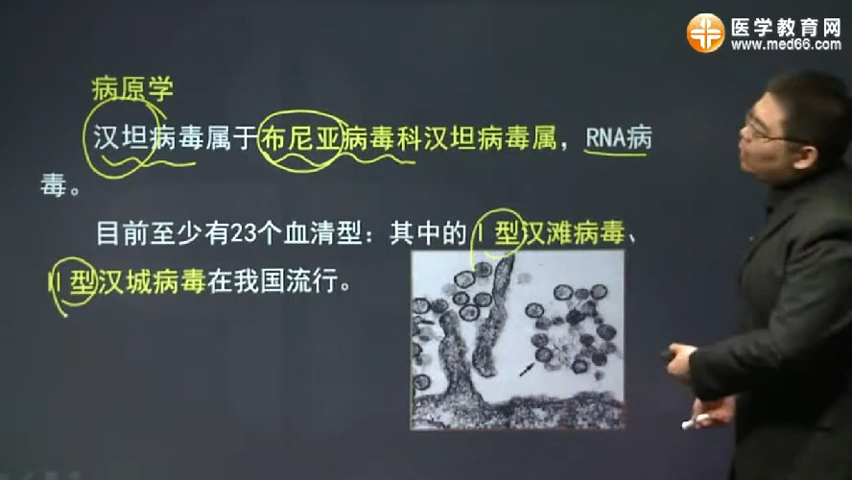 医学教育网
www.med66.com
病原学
汉坦病毒属于布尼亚病毒科汉坦病毒属，RNA病
毒。
目前至少有23个血清型：其中的Ⅰ型汉滩病毒、
Ⅱ型汉城病毒在我国流行。